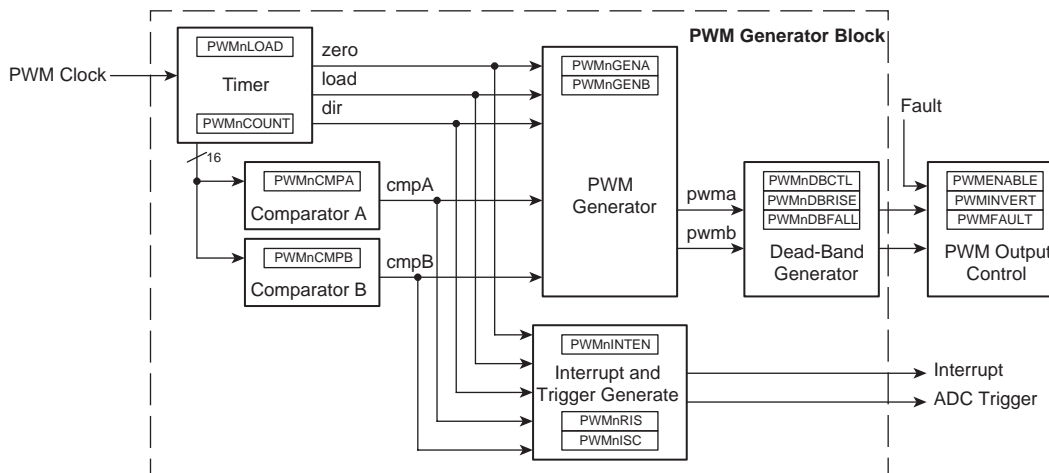 PWM Generator Block
PWM Clock
PWMnLOAD
Timer
PWMnCOUNT
zero
load
dir
16
PWMnCMPA
Comparator A
cmpA
PWMnCMPB
Comparator B
cmpB
PWMnGENA
PWMnGENB
PWM
Generator
pwma
pwmb
PWMnDBCTL
PWMnDBRISE
PWMnDBFALL
Dead-Band
Generator
Fault
PWMENABLE
PWMINVERT
PWMFAULT
PWM Output
Control
PWMnINTEN
Interrupt and
Trigger Generate
PWMnRIS
PWMnISC
Interrupt
ADC Trigger